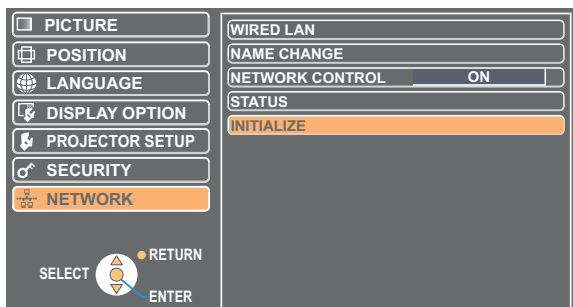 PICTURE
POSITION
LANGUAGE
DISPLAY OPTION
PROJECTOR SETUP
SECURITY
NETWORK
RETURN
SELECT
ENTER
WIRED LAN
NAME CHANGE
NETWORK CONTROL ON
STATUS
INITIALIZE